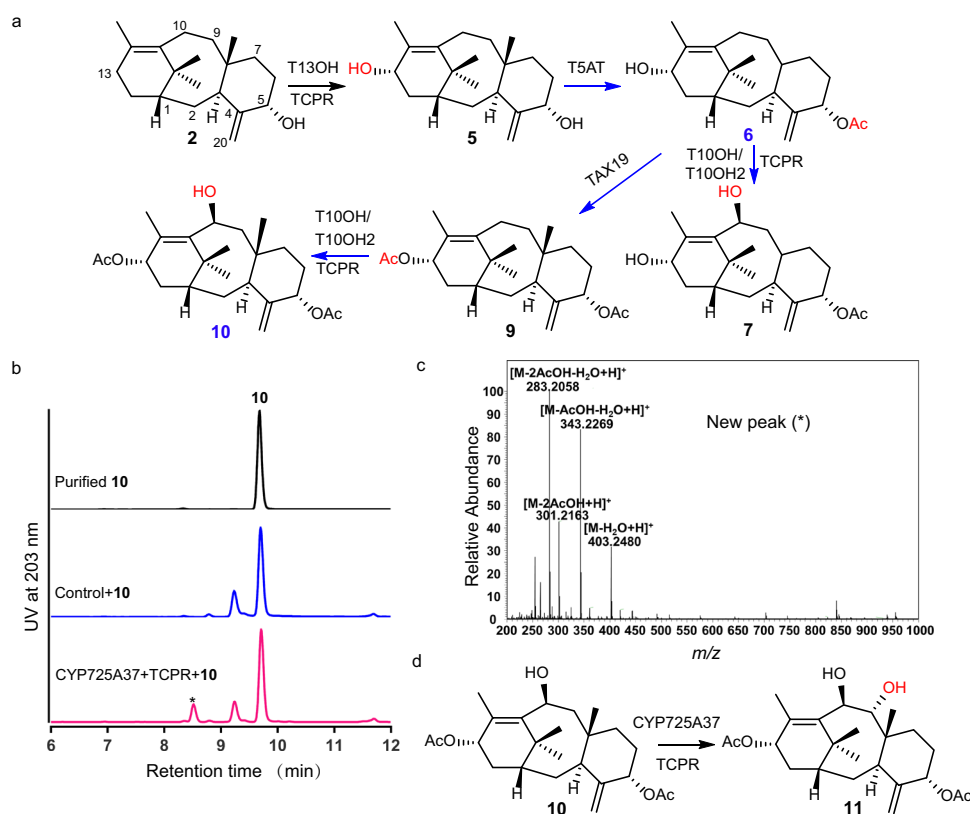 a
10
9
7
13
1
2
4
5
20
H
H
OH
2
T13OH
TCPR
HO
H
H
OH
5
T5AT
HO
H
H
OAc
6
TAX19
T10OH/
T10OH2
TCPR
HO
AcO
H
H
OAc
10
T10OH/
T10OH2
TCPR
AcO
H
H
OAc
9
HO
HO
H
H
OAc
7
b
10
Purified 10
Control+10
CYP725A37+TCPR+10
*
UV at 203 nm
6 7 8 9 10 11 12
Retention time (min)
c
[M-2AcOH-H₂O+H]⁺
283.2058
[M-AcOH-H₂O+H]⁺
343.2269
New peak (*)
[M-2AcOH+H]⁺
301.2163
[M-H₂O+H]⁺
403.2480
Relative Abundance
100
90
80
70
60
50
40
30
20
10
0
200 250 300 350 400 450 500 550 600 650 700 750 800 850 900 950 1000
m/z
d
HO
AcO
H
H
OAc
10
CYP725A37
TCPR
HO
OH
AcO
H
H
OAc
11